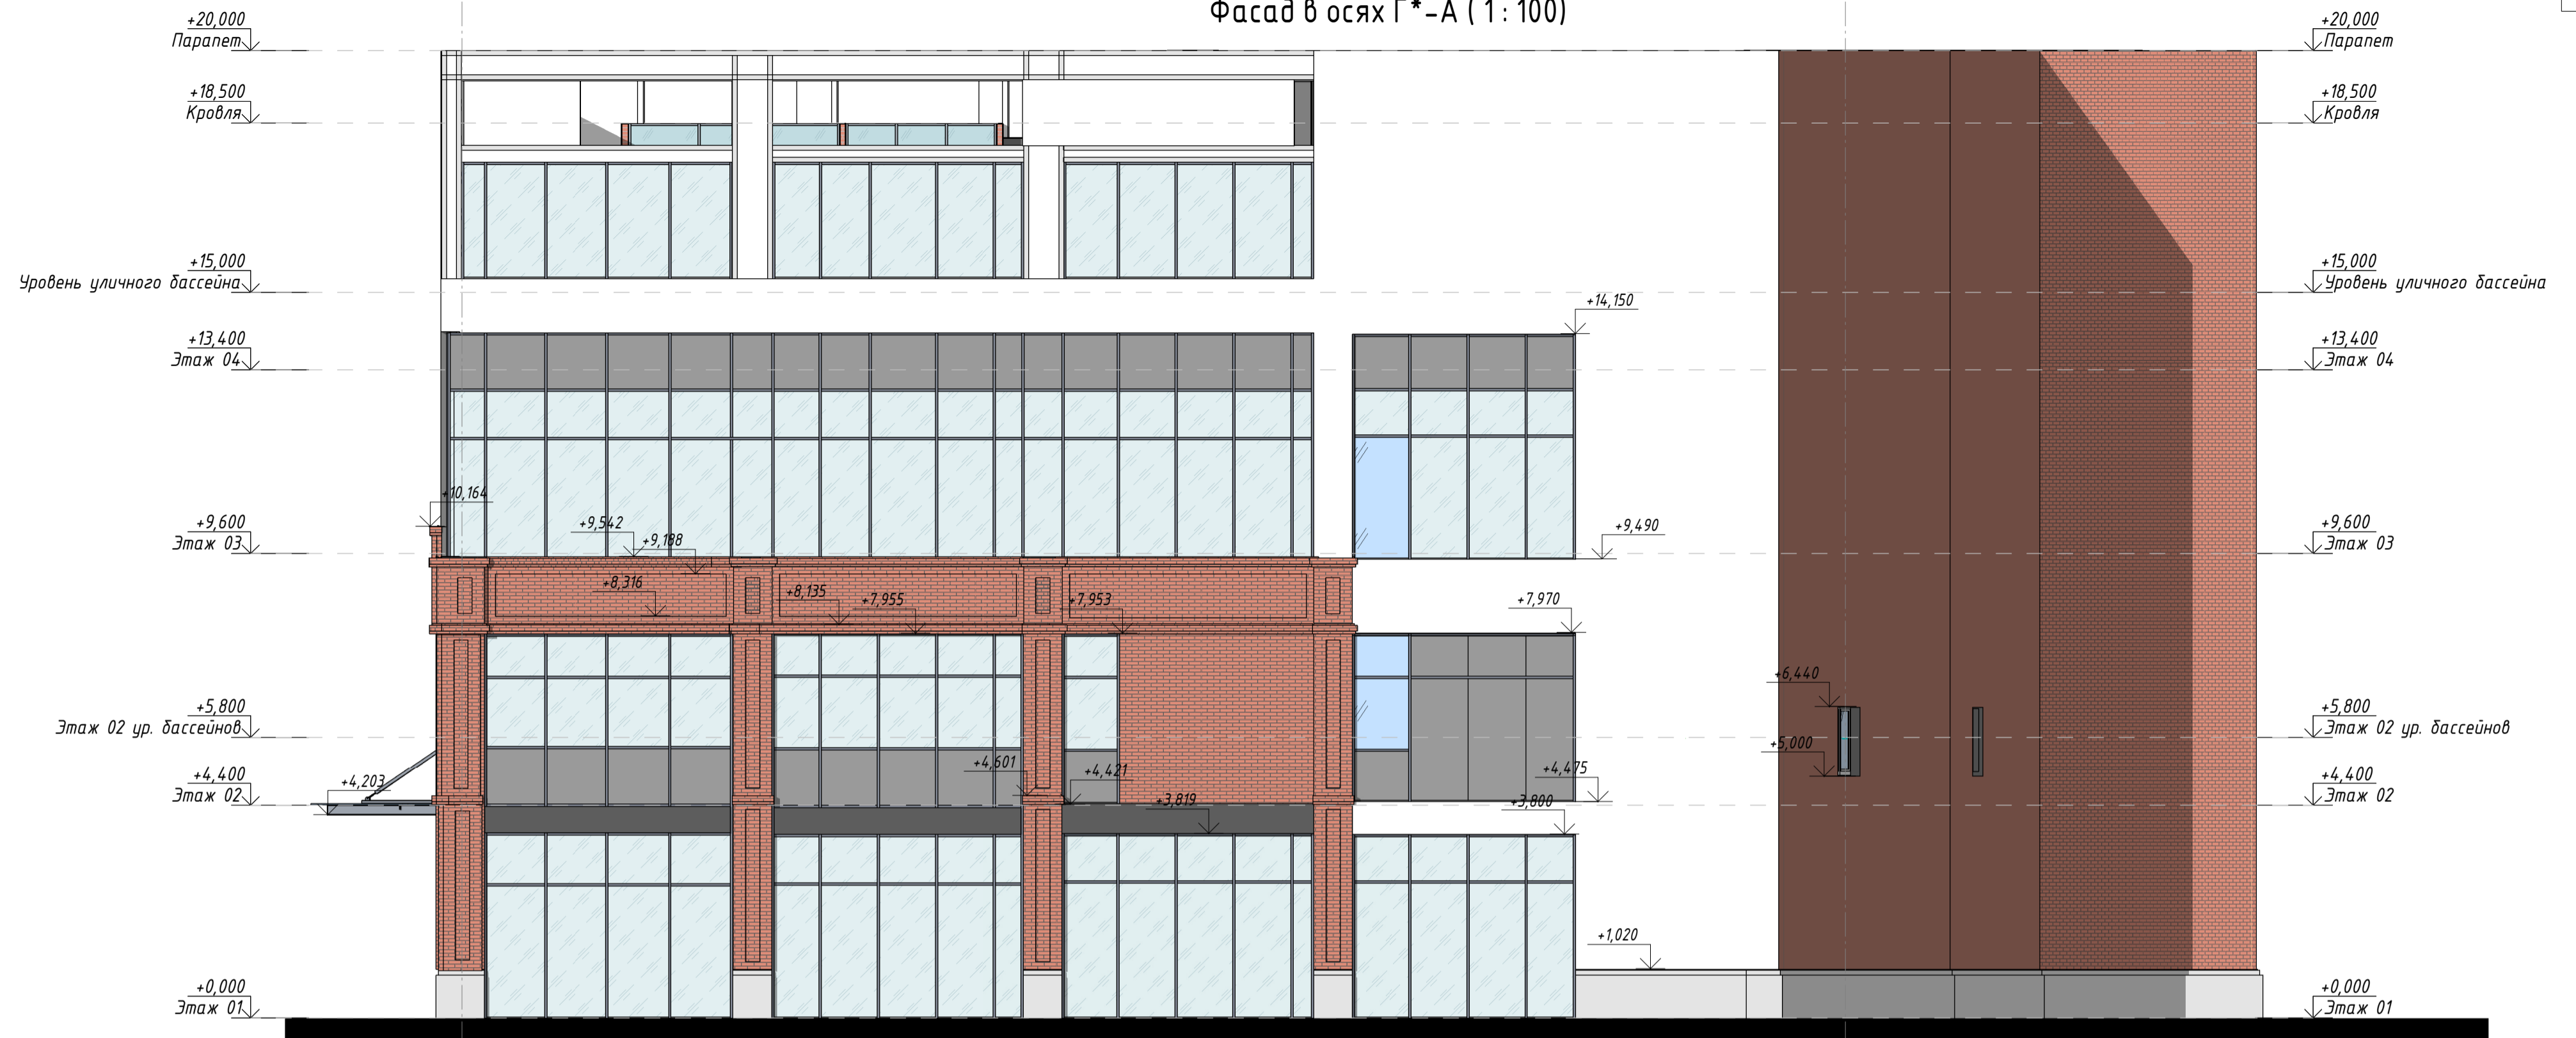 Фасад в осях Г*-А ( 1 : 100)
+20,000
Парапет
+20,000
Парапет
+18,500
Кровля
+18,500
Кровля
+15,000
Уровень уличного бассейна
+15,000
Уровень уличного бассейна
+14,150
+13,400
Этаж 04
+13,400
Этаж 04
+10,164
+9,600
Этаж 03
+9,542
+9,188
+9,490
+9,600
Этаж 03
+8,316
+8,135
+7,955
+7,953
+7,970
+6,440
+5,800
Этаж 02 ур. бассейнов
+5,800
Этаж 02 ур. бассейнов
+5,000
+4,400
Этаж 02
+4,203
+4,601
+4,421
+4,475
+4,400
Этаж 02
+3,819
+3,800
+1,020
+0,000
Этаж 01
+0,000
Этаж 01